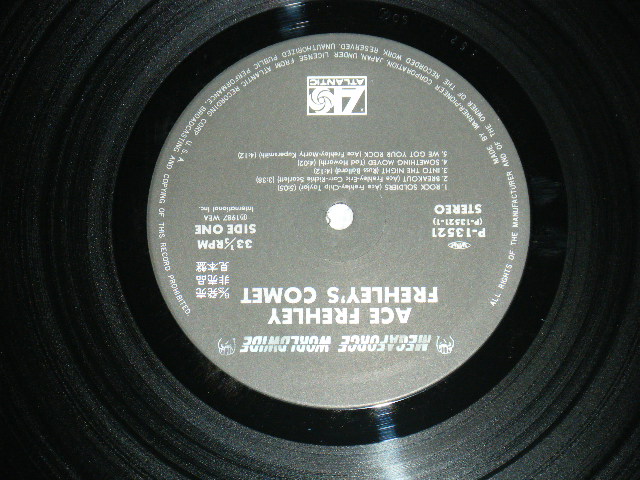 MEGAFORCE WORLDWIDE
ACE FREHLEY
FREHLEY'S COMET
発売
非売品
見本盤
P-13521
(P-13521-1)
STEREO
33⅓RPM
SIDE ONE
℗1987 WEA
International Inc.
1. ROCK SOLDIERS (Ace Frehley-Chip Taylor) (5:05)
2. BREAKOUT (Ace Frehley-Eric Carr-Richie Scarlet) (3:38)
3. INTO THE NIGHT (Russ Ballard) (4:12)
4. SOMETHING MOVED (Tod Howarth) (4:02)
5. WE GOT YOUR ROCK (Ace Frehley-Marty Kupersmith) (4:12)
ATLANTIC
ALL RIGHTS OF THE MANUFACTURER AND OF THE OWNER OF THE RECORDED WORK RESERVED. UNAUTHORIZED PUBLIC PERFORMANCE, BROADCASTING AND COPYING OF THIS RECORD PROHIBITED.
MADE BY WARNER-PIONEER CORPORATION, JAPAN, UNDER LICENSE FROM ATLANTIC RECORDING CORP. U.S.A.